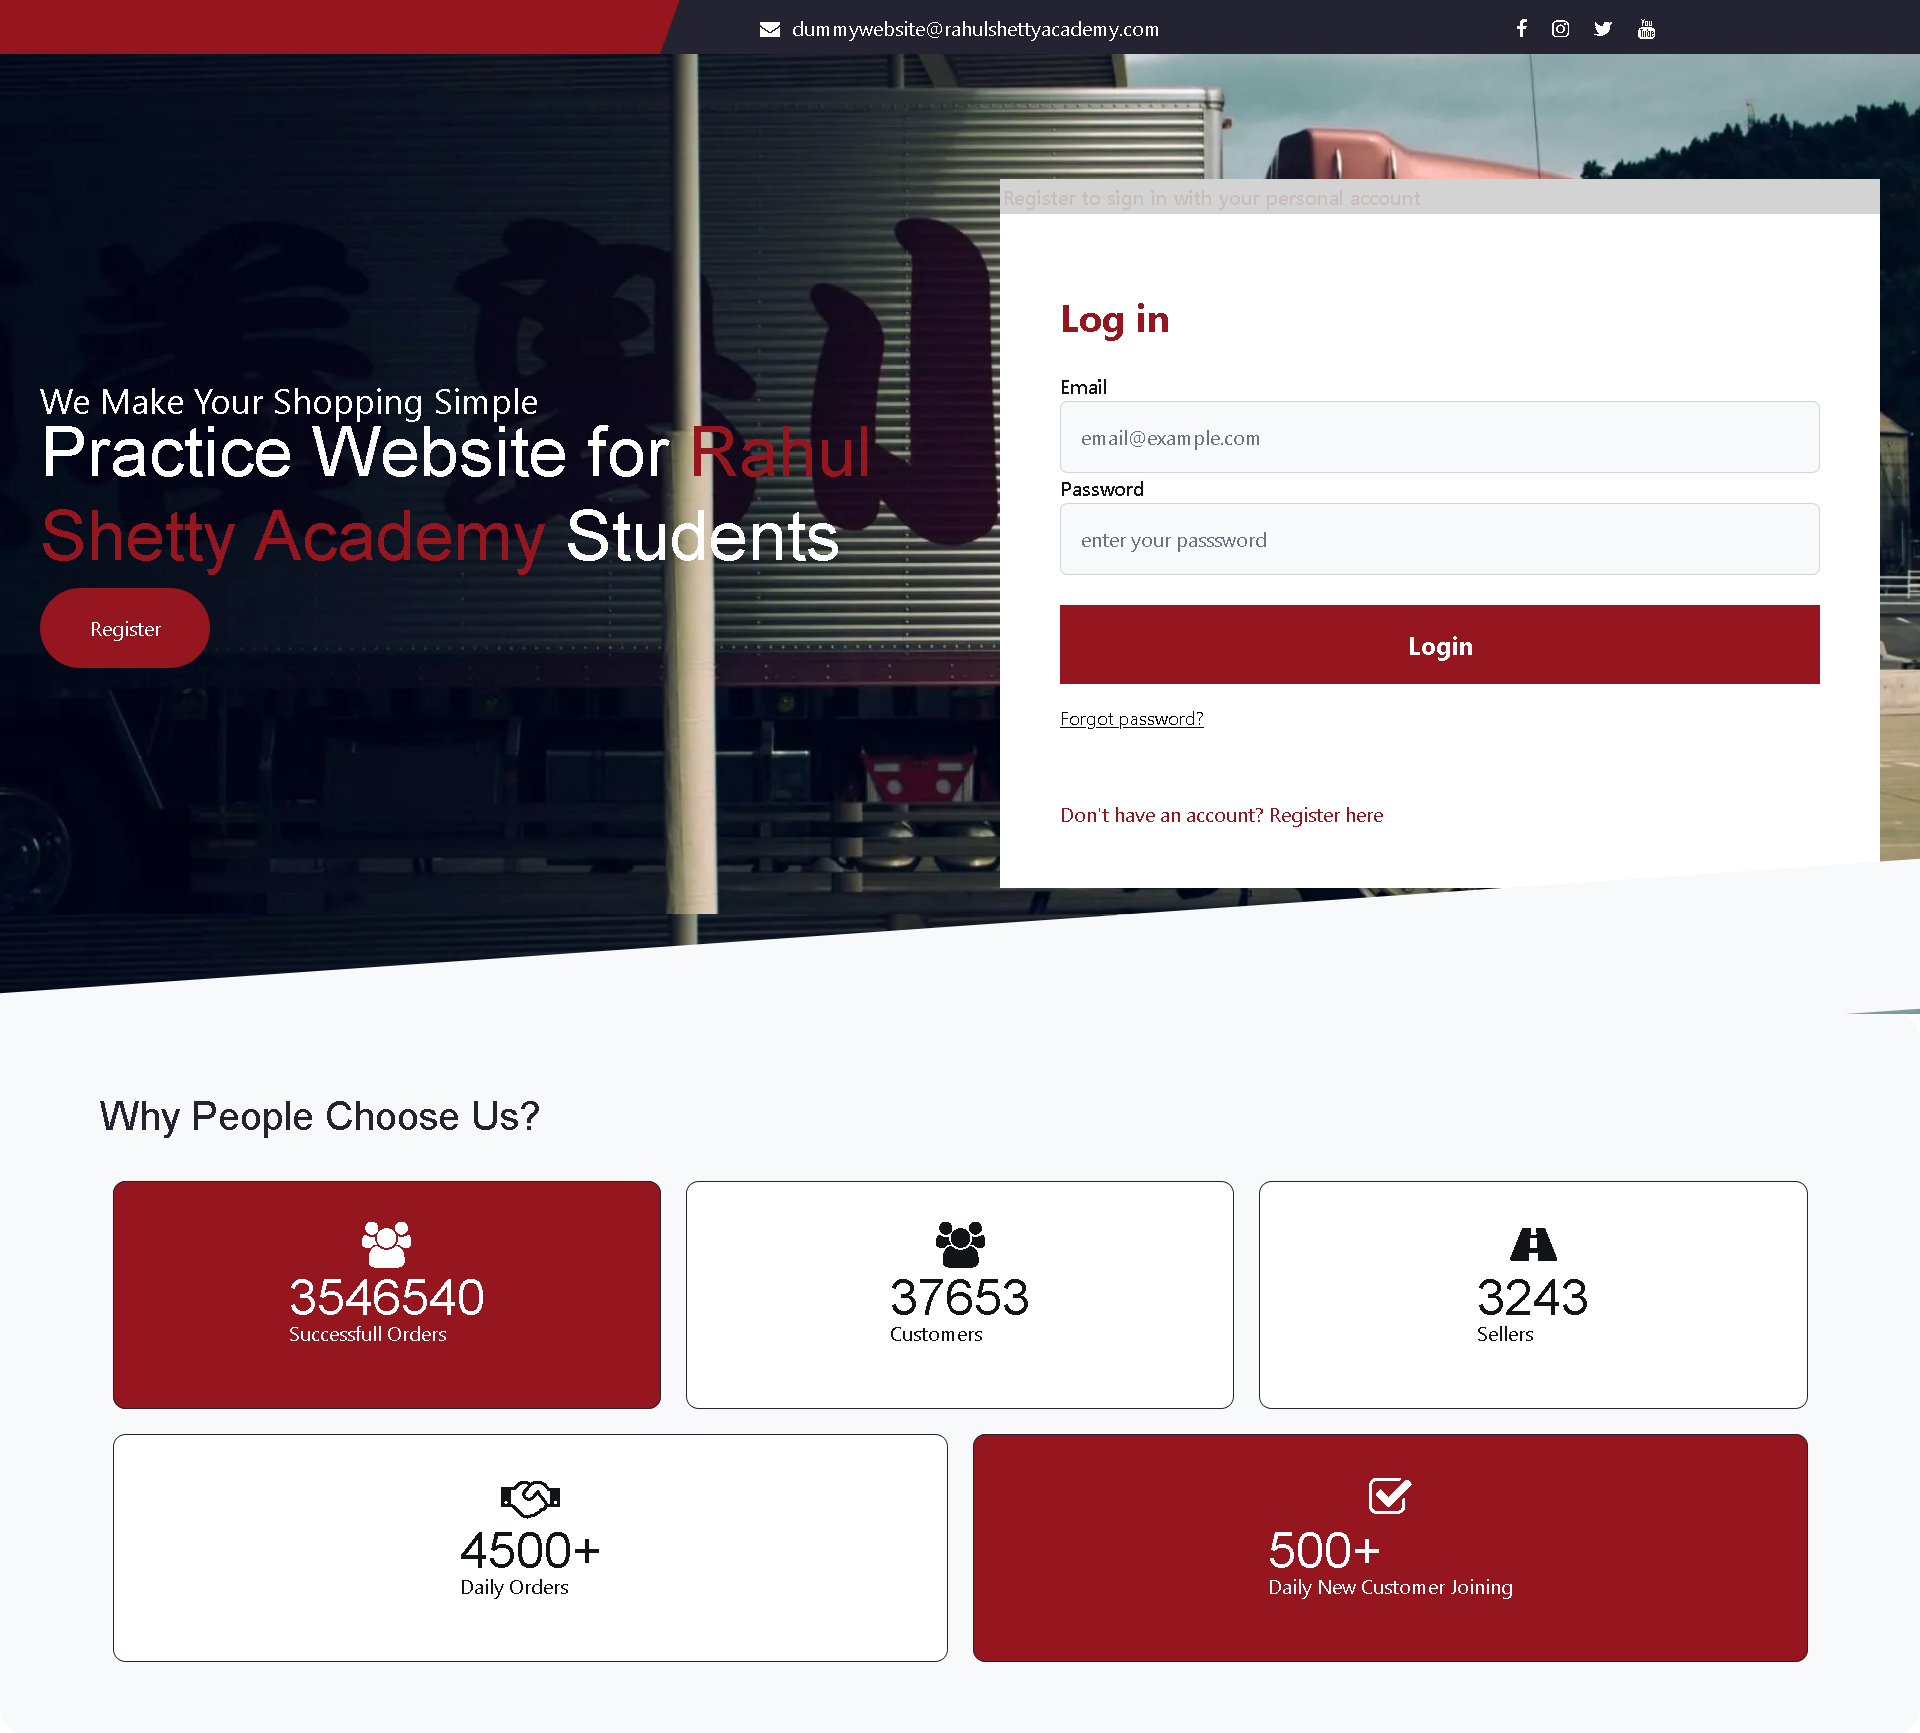 dummywebsite@rahulshettyacademy.com
Register to sign in with your personal account
We Make Your Shopping Simple
Practice Website for Rahul
Shetty Academy Students
Register
Log in
Email
email@example.com
Password
enter your passsword
Login
Forgot password?
Don't have an account? Register here
Why People Choose Us?
3546540
Successfull Orders
37653
Customers
3243
Sellers
4500+
Daily Orders
500+
Daily New Customer Joining